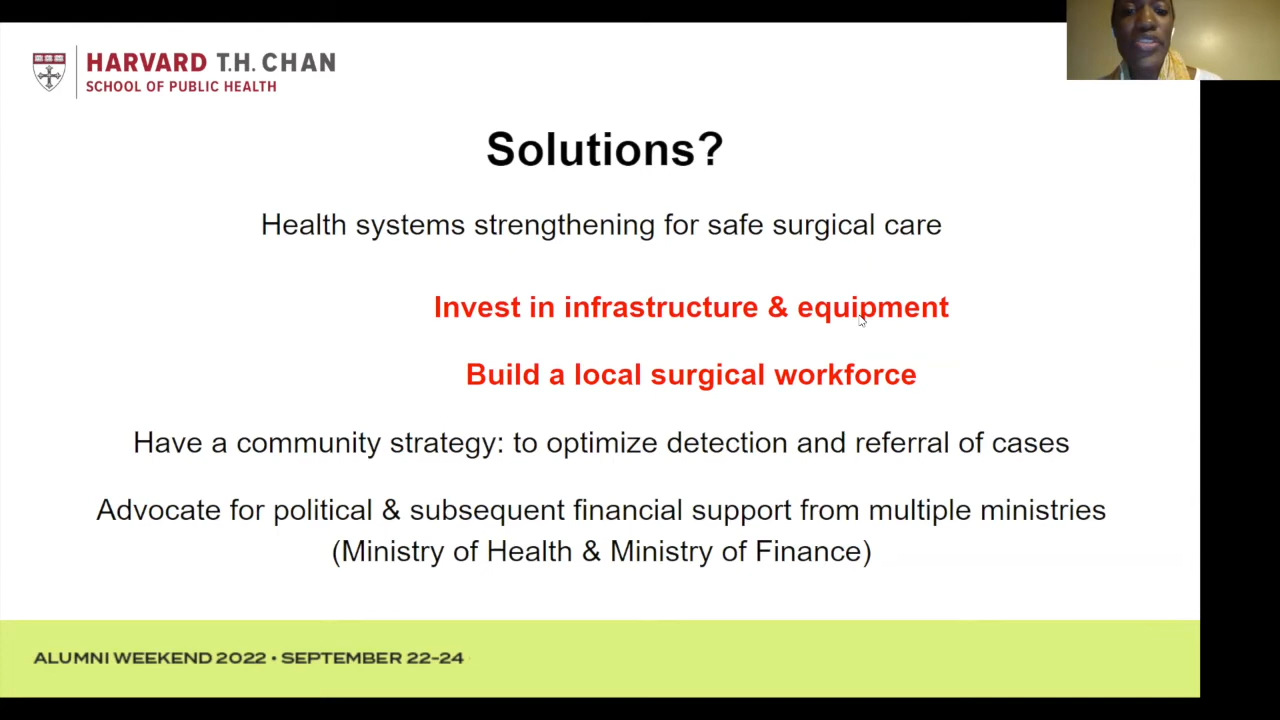 HARVARD T.H. CHAN
SCHOOL OF PUBLIC HEALTH
Solutions?
Health systems strengthening for safe surgical care
Invest in infrastructure & equipment
Build a local surgical workforce
Have a community strategy: to optimize detection and referral of cases
Advocate for political & subsequent financial support from multiple ministries
(Ministry of Health & Ministry of Finance)
ALUMNI WEEKEND 2022 • SEPTEMBER 22–24